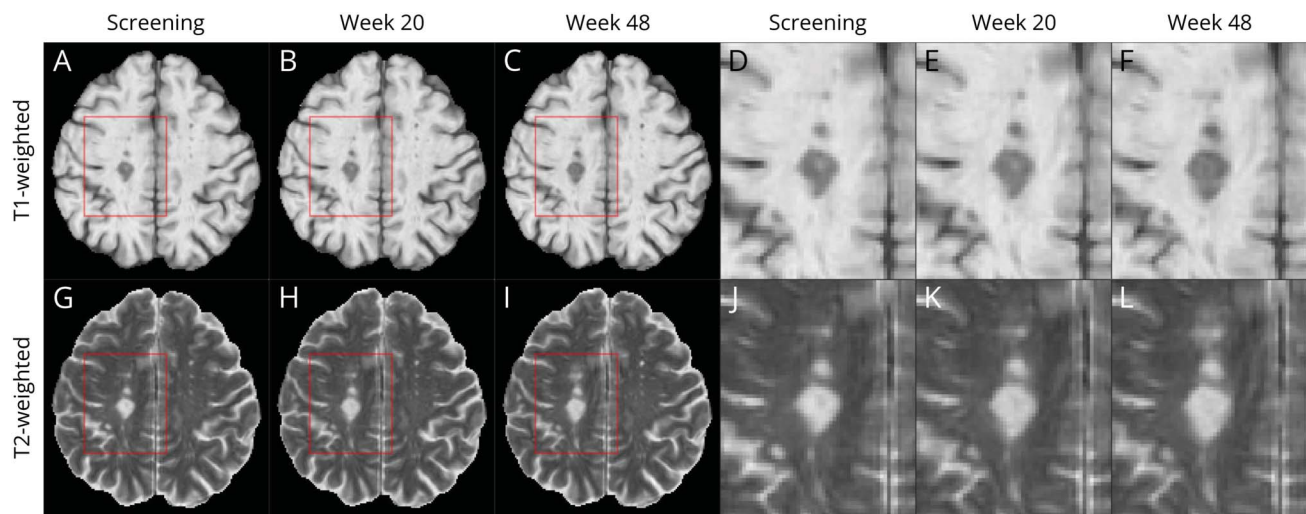 Screening Week 20 Week 48 Screening Week 20 Week 48
T1-weighted
A B C D E F
T2-weighted
G H I J K L